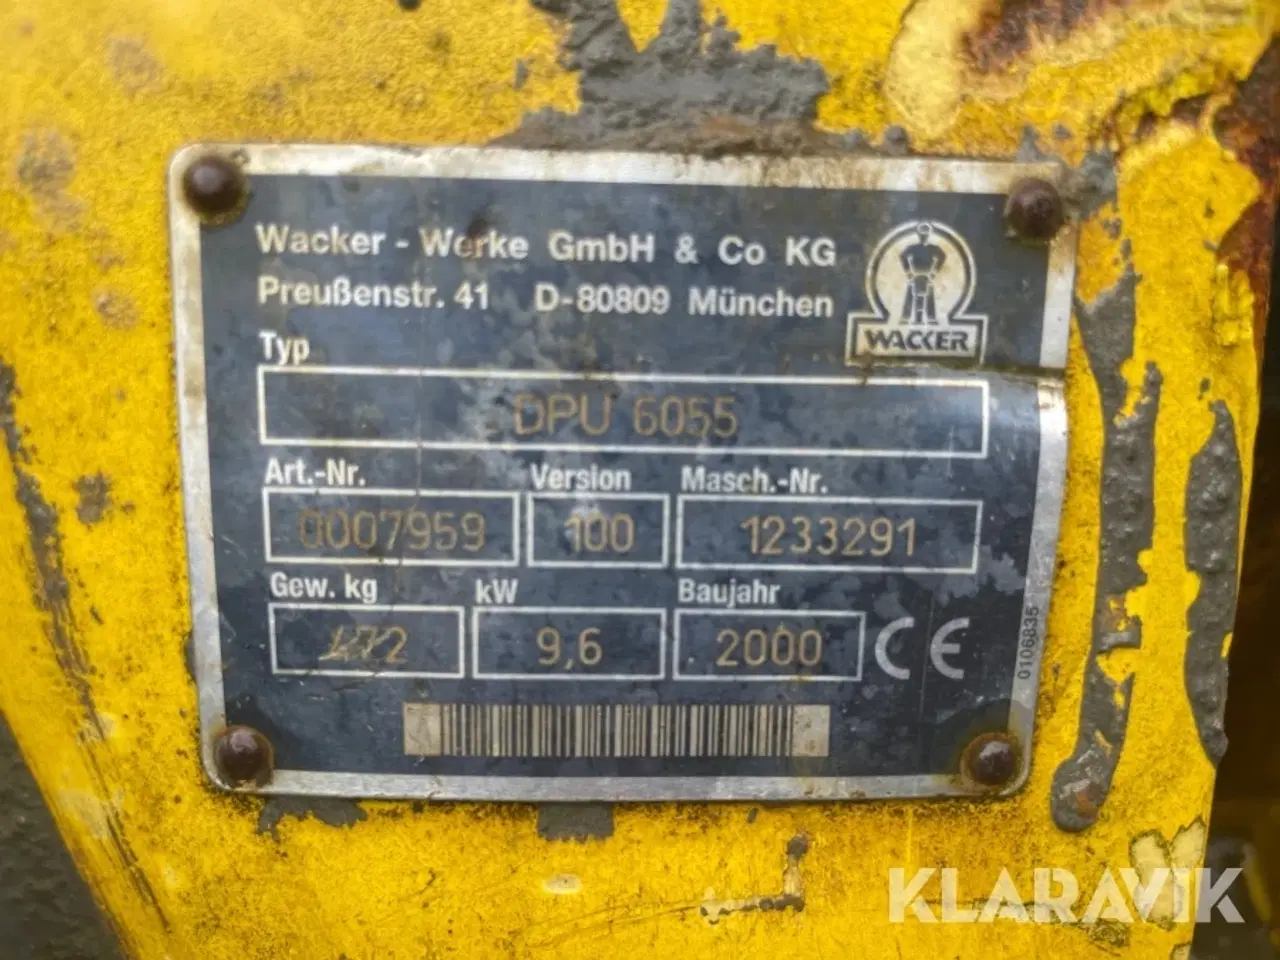 Wacker - Werke GmbH & Co KG
Preußenstr. 41 D-80809 München
WACKER
Typ
DPU 6055
Art.-Nr. Version Masch.-Nr.
0007959 100 1233291
Gew. kg kW Baujahr
9,6 2000 CE
0106835
KLARAVIK